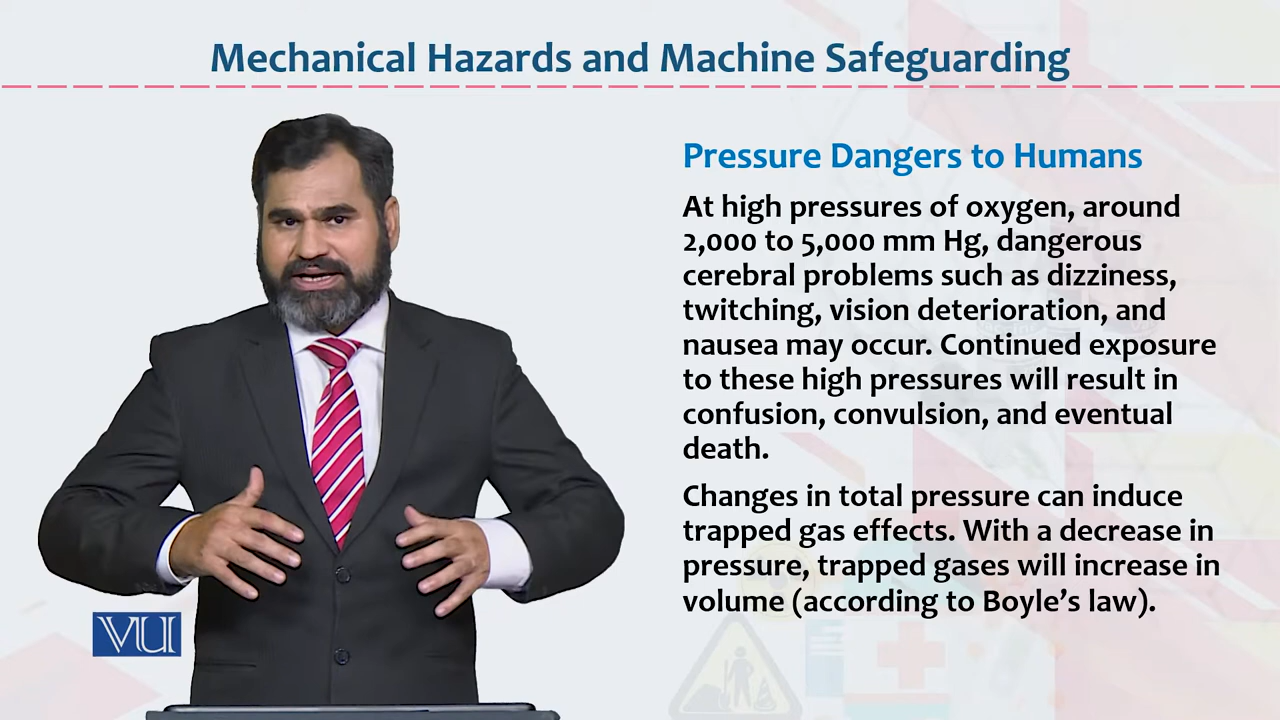 Mechanical Hazards and Machine Safeguarding
Pressure Dangers to Humans
At high pressures of oxygen, around
2,000 to 5,000 mm Hg, dangerous
cerebral problems such as dizziness,
twitching, vision deterioration, and
nausea may occur. Continued exposure
to these high pressures will result in
confusion, convulsion, and eventual
death.
Changes in total pressure can induce
trapped gas effects. With a decrease in
pressure, trapped gases will increase in
volume (according to Boyle’s law).
VU